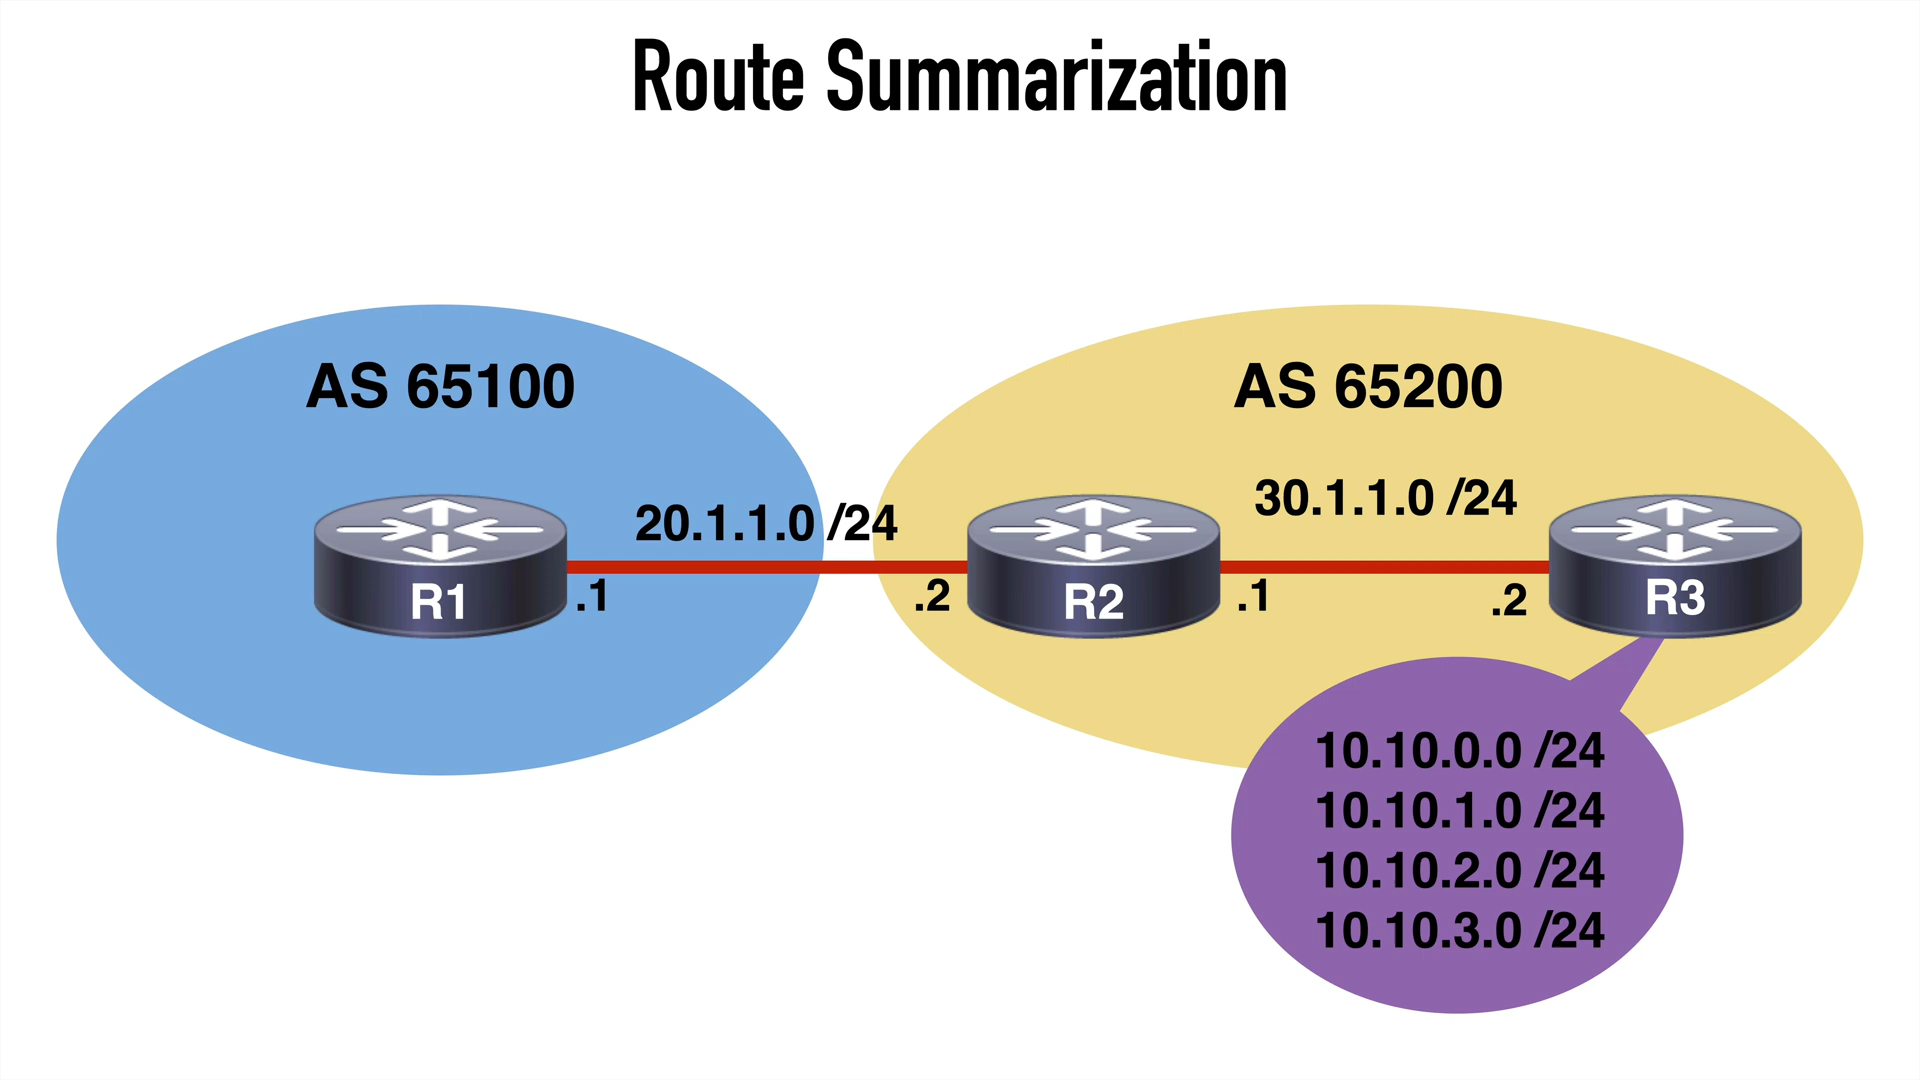 Route Summarization
AS 65100
AS 65200
20.1.1.0 /24
30.1.1.0 /24
R1
.1
.2
R2
.1
.2
R3
10.10.0.0 /24
10.10.1.0 /24
10.10.2.0 /24
10.10.3.0 /24